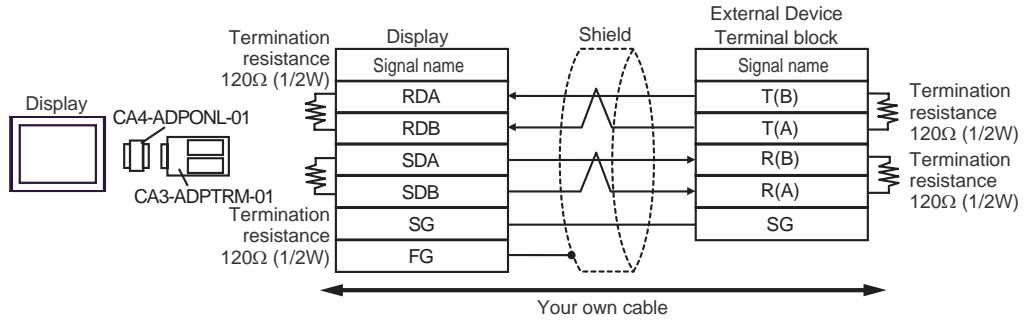 Termination
resistance
120Ω (1/2W)
Display
Signal name
RDA
RDB
SDA
SDB
SG
FG
Shield
External Device
Terminal block
Signal name
T(B)
T(A)
R(B)
R(A)
SG
Termination
resistance
120Ω (1/2W)
Termination
resistance
120Ω (1/2W)
Display
CA4-ADPONL-01
CA3-ADPTRM-01
Termination
resistance
120Ω (1/2W)
Your own cable